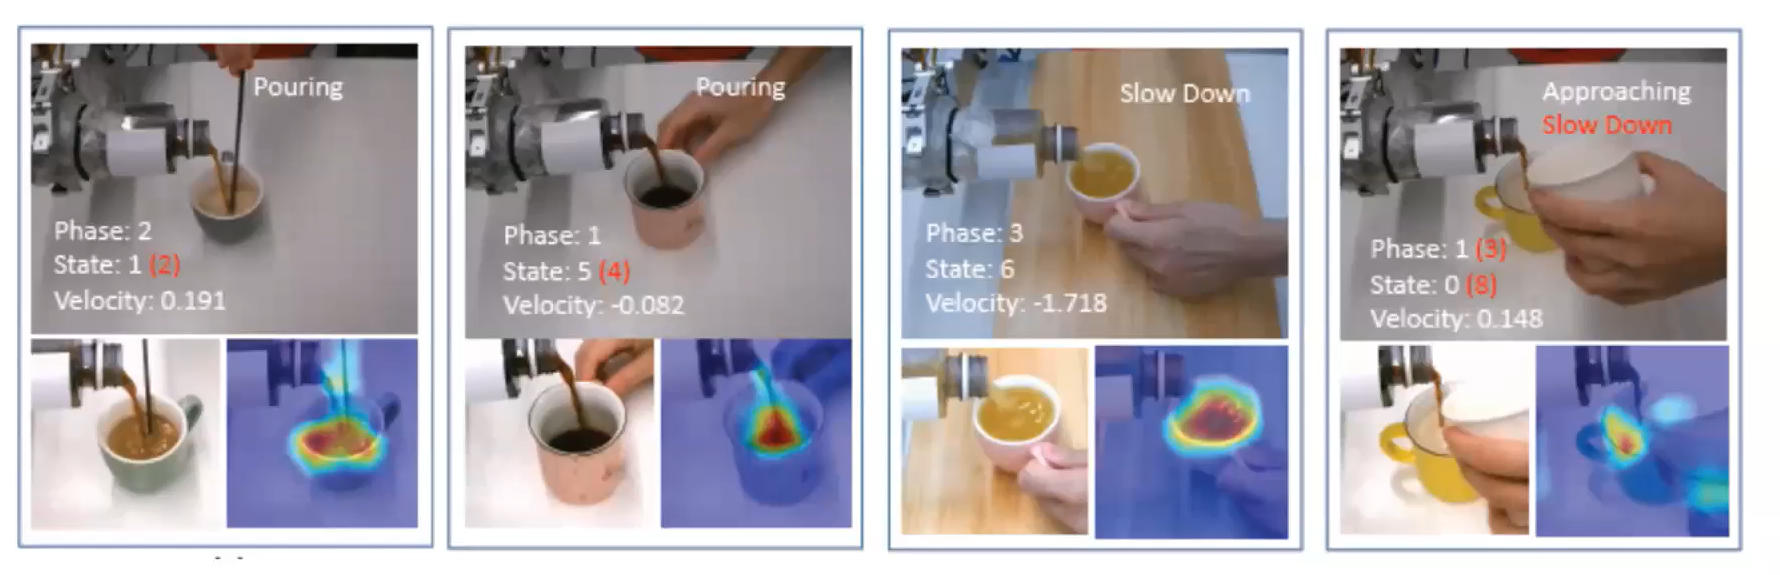 Pouring
Phase: 2
State: 1 (2)
Velocity: 0.191
Pouring
Phase: 1
State: 5 (4)
Velocity: -0.082
Slow Down
Phase: 3
State: 6
Velocity: -1.718
Approaching
Slow Down
Phase: 1 (3)
State: 0 (8)
Velocity: 0.148